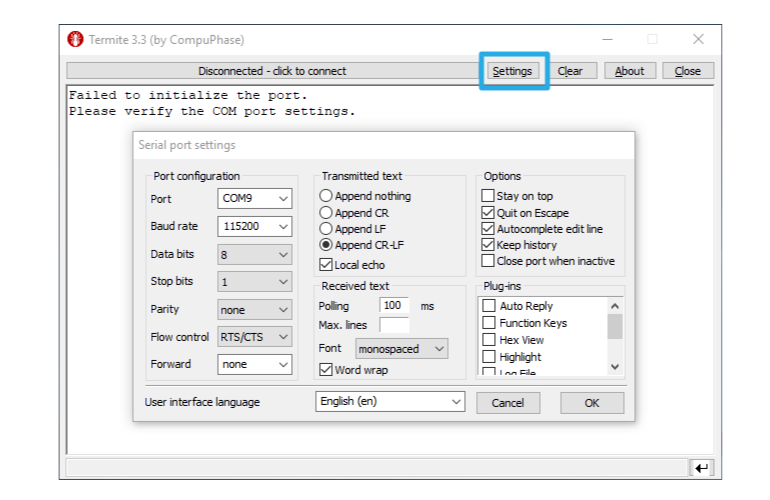 Termite 3.3 (by CompuPhase)
Disconnected - click to connect Settings Clear About Close
Failed to initialize the port.
Please verify the COM port settings.
Serial port settings
Port configuration
Port COM9
Baud rate 115200
Data bits 8
Stop bits 1
Parity none
Flow control RTS/CTS
Forward none
Transmitted text
Append nothing
Append CR
Append LF
Append CR-LF
Local echo
Received text
Polling 100 ms
Max. lines
Font monospaced
Word wrap
Options
Stay on top
Quit on Escape
Autocomplete edit line
Keep history
Close port when inactive
Plug-ins
Auto Reply
Function Keys
Hex View
Highlight
Log File
User interface language English (en) Cancel OK